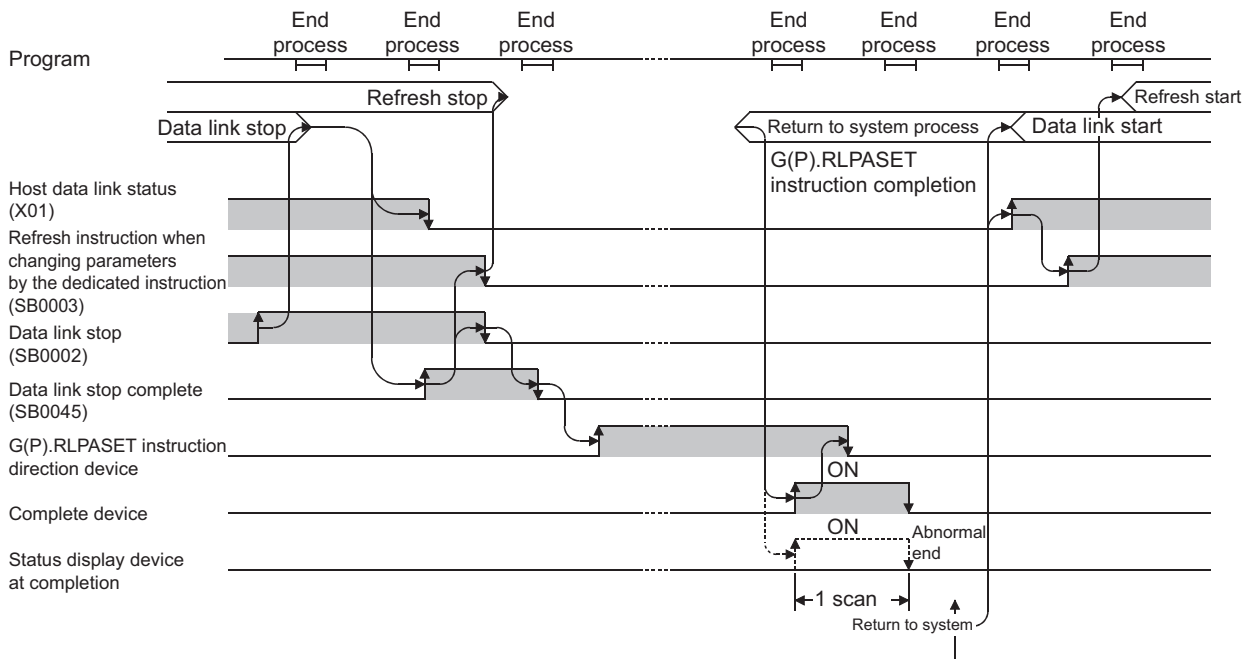 End process
End process
End process
End process
End process
End process
End process
Program
Refresh stop
Refresh start
Data link stop
Return to system process
Data link start
G(P).RLPASET
instruction completion
Host data link status
(X01)
Refresh instruction when
changing parameters
by the dedicated instruction
(SB0003)
Data link stop
(SB0002)
Data link stop complete
(SB0045)
G(P).RLPASET instruction
direction device
ON
Complete device
ON
Abnormal
end
Status display device
at completion
1 scan
Return to system